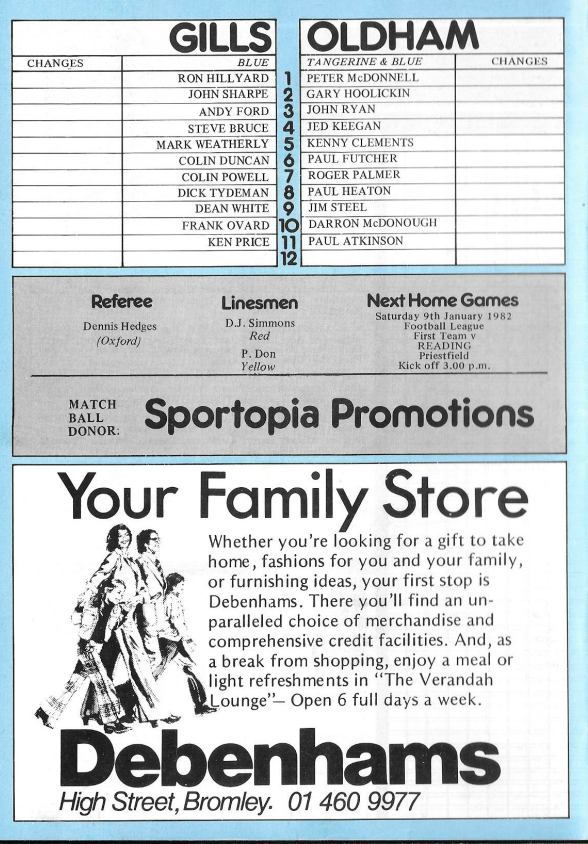 GILLS OLDHAM
CHANGES BLUE TANGERINE & BLUE CHANGES
RON HILLYARD 1 PETER McDONNELL
JOHN SHARPE 2 GARY HOOLICKIN
ANDY FORD 3 JOHN RYAN
STEVE BRUCE 4 JED KEEGAN
MARK WEATHERLY 5 KENNY CLEMENTS
COLIN DUNCAN 6 PAUL FUTCHER
COLIN POWELL 7 ROGER PALMER
DICK TYDEMAN 8 PAUL HEATON
DEAN WHITE 9 JIM STEEL
FRANK OVARD 10 DARRON McDONOUGH
KEN PRICE 11 PAUL ATKINSON
12
Referee
Dennis Hedges
(Oxford)
Linesmen
D.J. Simmons
Red
P. Don
Yellow
Next Home Games
Saturday 9th January 1982
Football League
First Team v
READING
Priestfield
Kick off 3.00 p.m.
MATCH
BALL
DONOR:
Sportopia Promotions
Your Family Store
Whether you're looking for a gift to take
home, fashions for you and your family,
or furnishing ideas, your first stop is
Debenhams. There you'll find an un-
paralleled choice of merchandise and
comprehensive credit facilities. And, as
a break from shopping, enjoy a meal or
light refreshments in "The Verandah
Lounge"— Open 6 full days a week.
Debenhams
High Street, Bromley. 01 460 9977